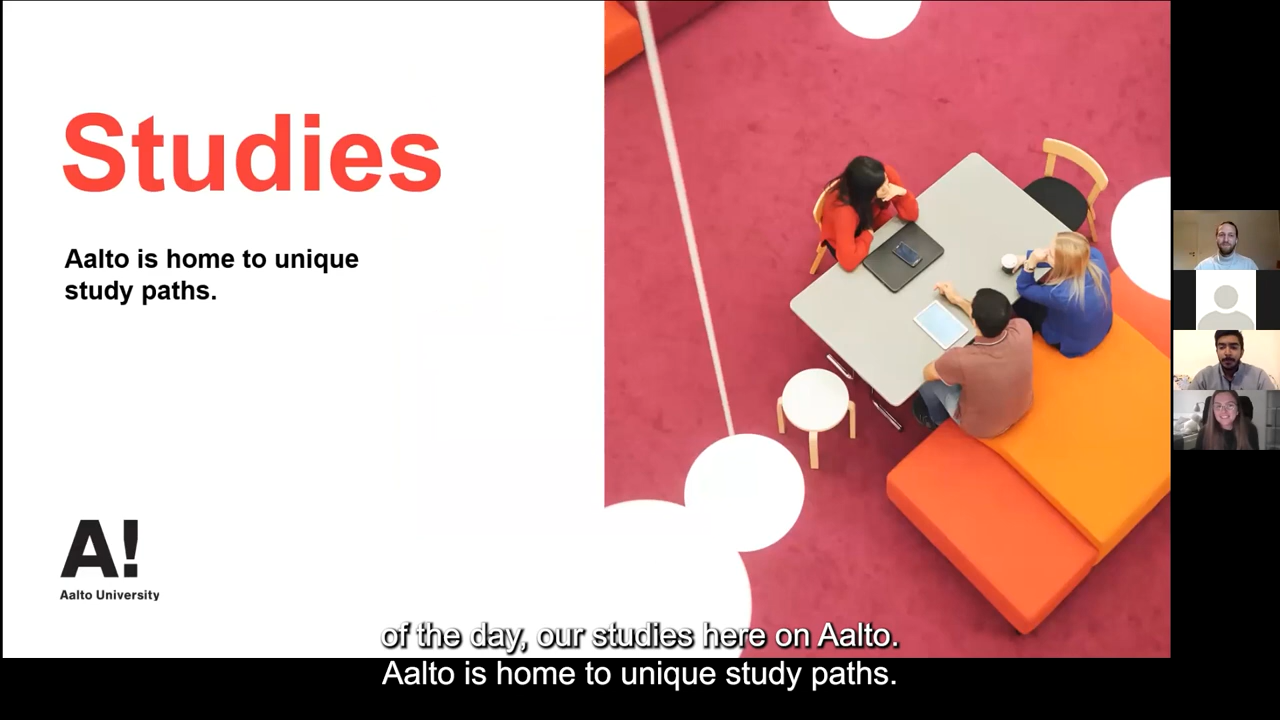 Studies
Aalto is home to unique
study paths.
A!
Aalto University
of the day, our studies here on Aalto.
Aalto is home to unique study paths.